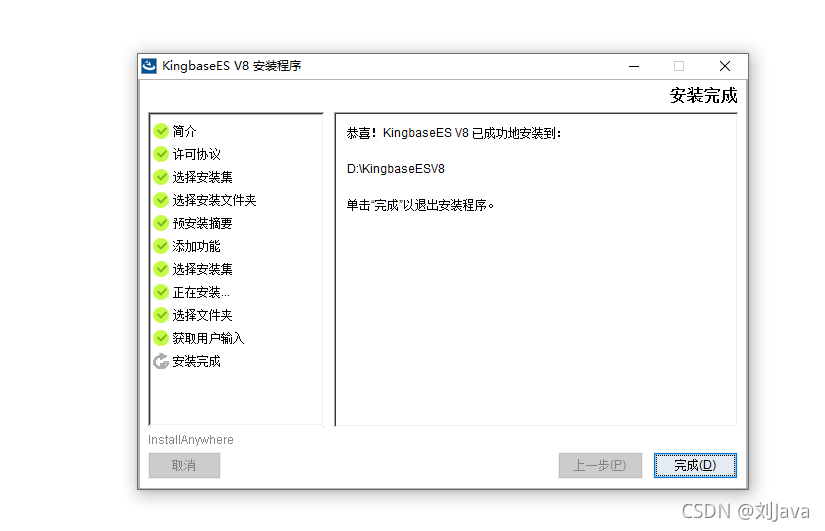 KingbaseES V8 安装程序
安装完成
简介
许可协议
选择安装集
选择安装文件夹
预安装摘要
添加功能
选择安装集
正在安装...
选择文件夹
获取用户输入
安装完成
恭喜！KingbaseES V8 已成功地安装到：
D:\KingbaseESV8
单击“完成”以退出安装程序。
InstallAnywhere
取消
上一步(P)
完成(D)
CSDN @刘Java